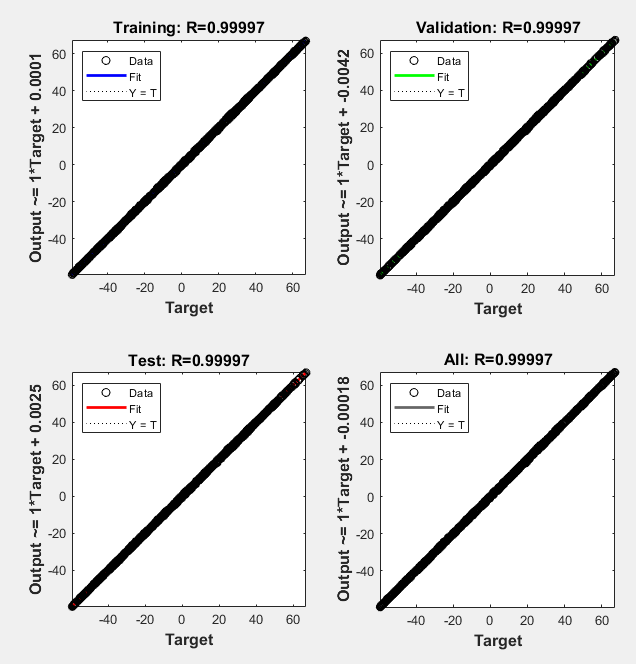 Training: R=0.99997
Output ~= 1*Target + 0.0001
60
40
20
0
-20
-40
Data
Fit
Y = T
-40 -20 0 20 40 60
Target
Validation: R=0.99997
Output ~= 1*Target + -0.0042
60
40
20
0
-20
-40
Data
Fit
Y = T
-40 -20 0 20 40 60
Target
Test: R=0.99997
Output ~= 1*Target + 0.0025
60
40
20
0
-20
-40
Data
Fit
Y = T
-40 -20 0 20 40 60
Target
All: R=0.99997
Output ~= 1*Target + -0.00018
60
40
20
0
-20
-40
Data
Fit
Y = T
-40 -20 0 20 40 60
Target